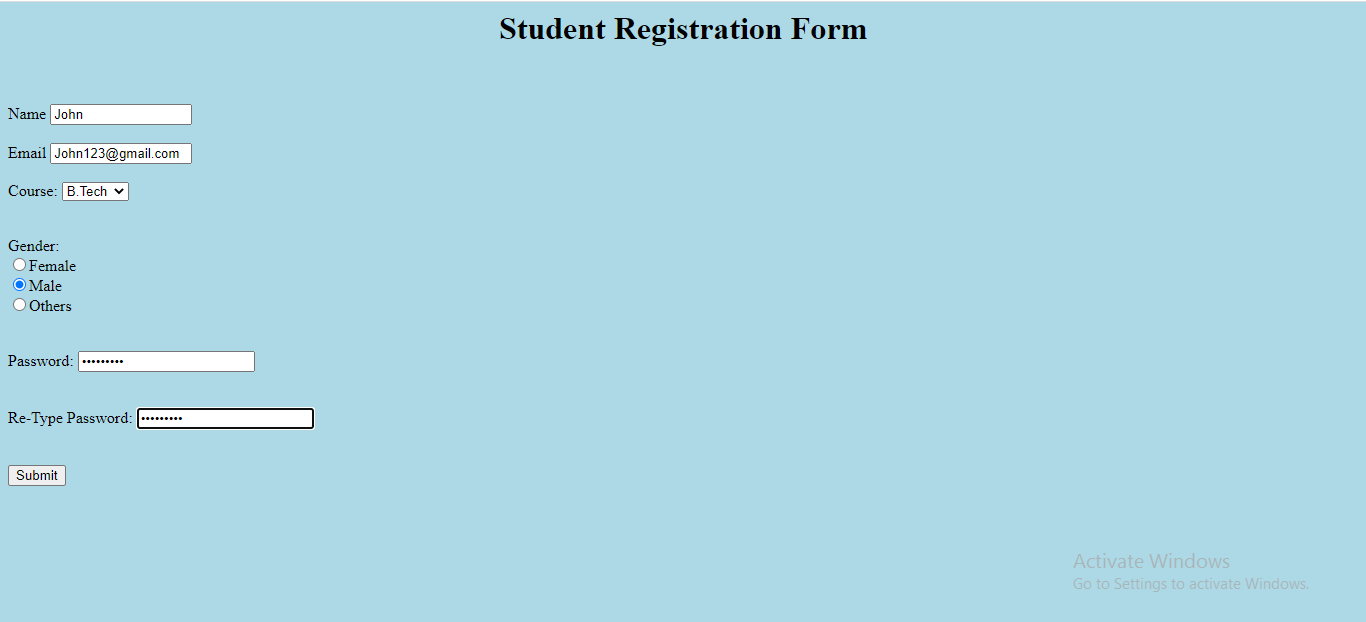 Student Registration Form
Name John
Email John123@gmail.com
Course: B.Tech
Gender:
Female
Male
Others
Password: •••••••••
Re-Type Password: •••••••••
Submit
Activate Windows
Go to Settings to activate Windows.